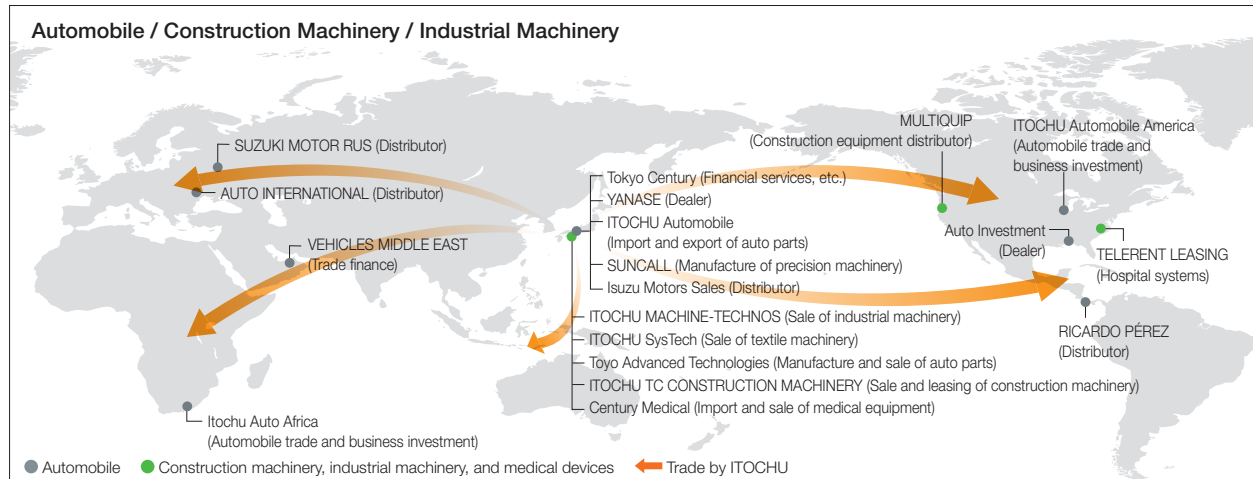 Automobile / Construction Machinery / Industrial Machinery
SUZUKI MOTOR RUS (Distributor)
AUTO INTERNATIONAL (Distributor)
VEHICLES MIDDLE EAST
(Trade finance)
Itochu Auto Africa
(Automobile trade and business investment)
Tokyo Century (Financial services, etc.)
YANASE (Dealer)
ITOCHU Automobile
(Import and export of auto parts)
SUNCALL (Manufacture of precision machinery)
Isuzu Motors Sales (Distributor)
ITOCHU MACHINE-TECHNOS (Sale of industrial machinery)
ITOCHU SysTech (Sale of textile machinery)
Toyo Advanced Technologies (Manufacture and sale of auto parts)
ITOCHU TC CONSTRUCTION MACHINERY (Sale and leasing of construction machinery)
Century Medical (Import and sale of medical equipment)
MULTIQUIP
(Construction equipment distributor)
ITOCHU Automobile America
(Automobile trade and
business investment)
Auto Investment
(Dealer)
TELERENT LEASING
(Hospital systems)
RICARDO PÉREZ
(Distributor)
Automobile
Construction machinery, industrial machinery, and medical devices
Trade by ITOCHU